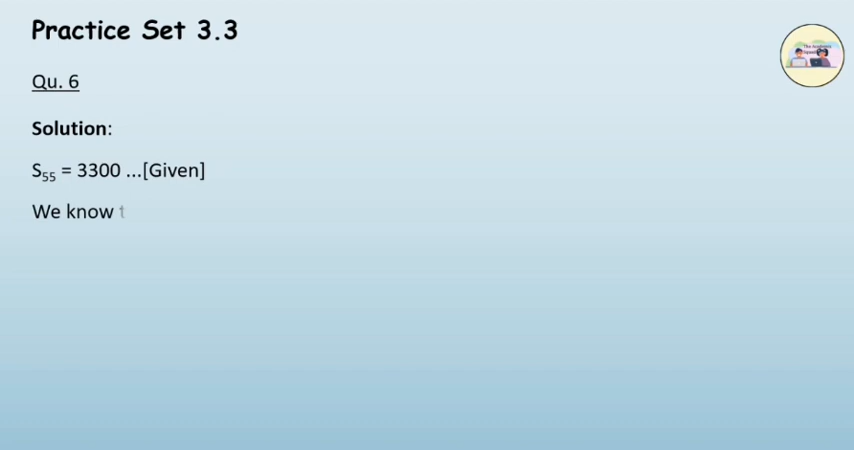 Practice Set 3.3
Qu. 6
Solution:
S₅₅ = 3300 ...[Given]
We know t